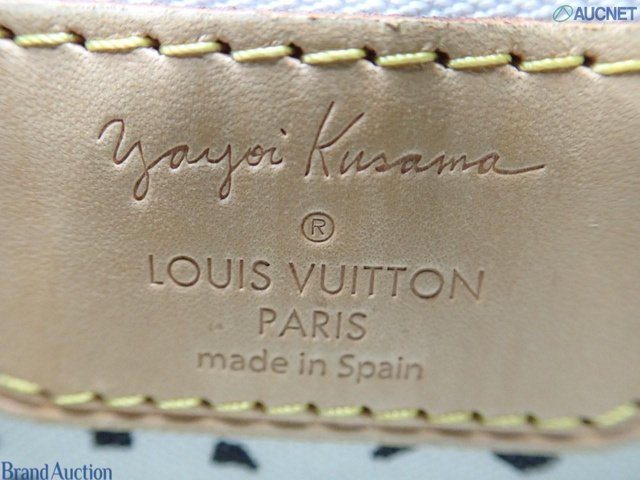 AUCNET
Yayoi Kusama
®
LOUIS VUITTON
PARIS
made in Spain
Brand Auction